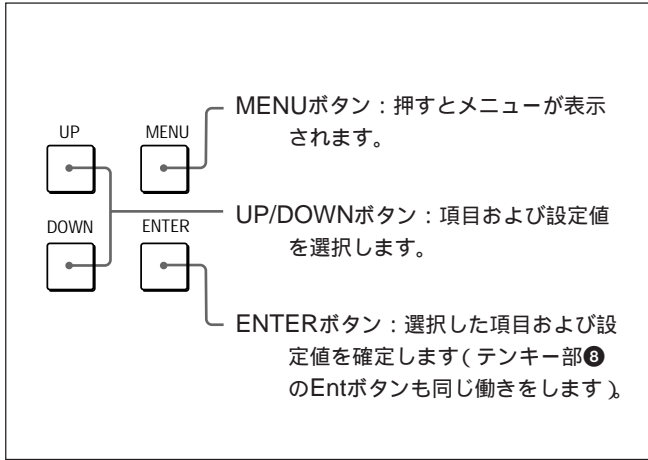 UP
MENU
DOWN
ENTER
MENUボタン：押すとメニューが表示
されます。
UP/DOWNボタン：項目および設定値
を選択します。
ENTERボタン：選択した項目および設
定値を確定します（テンキー部❽
のEntボタンも同じ働きをします）。